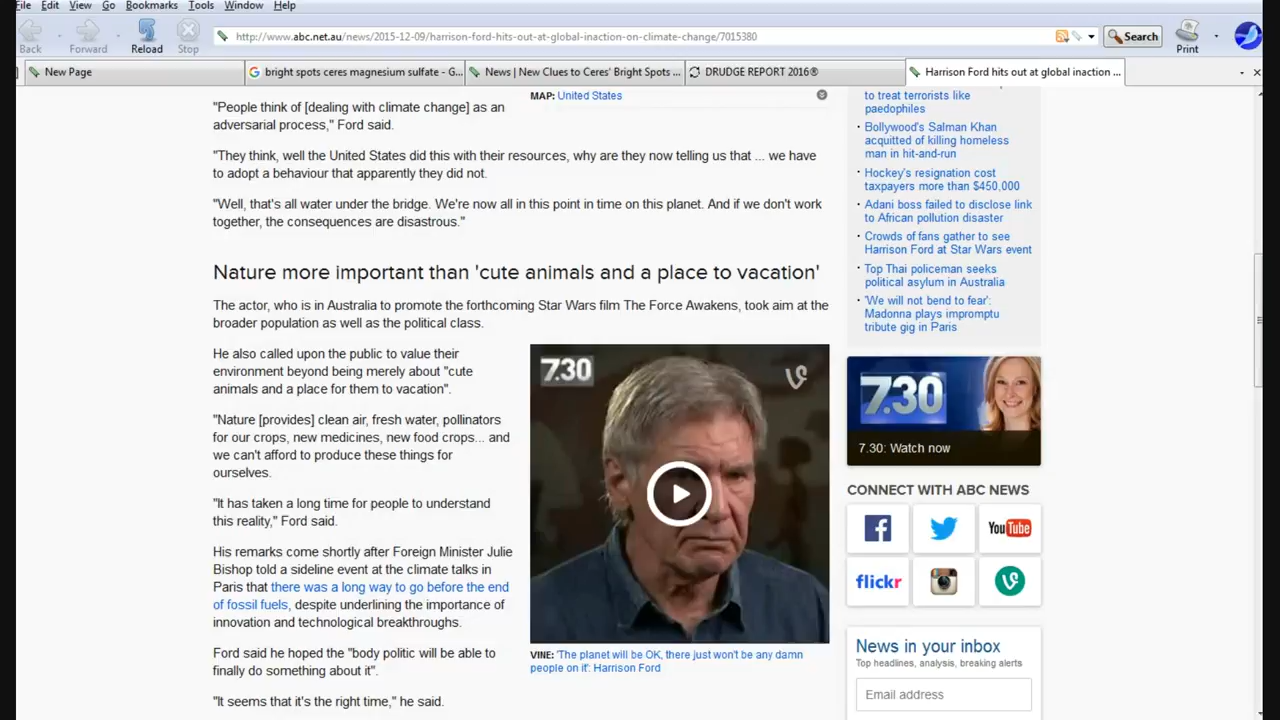 File Edit View Go Bookmarks Tools Window Help
Back Forward Reload Stop
http://www.abc.net.au/news/2015-12-09/harrison-ford-hits-out-at-global-inaction-on-climate-change/7015380
Search
Print
New Page
bright spots ceres magnesium sulfate - G...
News | New Clues to Ceres' Bright Spots ...
DRUDGE REPORT 2016®
Harrison Ford hits out at global inaction ...
"People think of [dealing with climate change] as an
adversarial process," Ford said.
MAP: United States
"They think, well the United States did this with their resources, why are they now telling us that ... we have
to adopt a behaviour that apparently they did not.
"Well, that's all water under the bridge. We're now all in this point in time on this planet. And if we don't work
together, the consequences are disastrous."
Nature more important than 'cute animals and a place to vacation'
The actor, who is in Australia to promote the forthcoming Star Wars film The Force Awakens, took aim at the
broader population as well as the political class.
He also called upon the public to value their
environment beyond being merely about "cute
animals and a place for them to vacation".
"Nature [provides] clean air, fresh water, pollinators
for our crops, new medicines, new food crops... and
we can't afford to produce these things for
ourselves.
"It has taken a long time for people to understand
this reality," Ford said.
His remarks come shortly after Foreign Minister Julie
Bishop told a sideline event at the climate talks in
Paris that there was a long way to go before the end
of fossil fuels, despite underlining the importance of
innovation and technological breakthroughs.
Ford said he hoped the "body politic will be able to
finally do something about it".
"It seems that it's the right time," he said.
7.30
VINE: 'The planet will be OK, there just won't be any damn
people on it': Harrison Ford
to treat terrorists like
paedophiles
Bollywood's Salman Khan
acquitted of killing homeless
man in hit-and-run
Hockey's resignation cost
taxpayers more than $450,000
Adani boss failed to disclose link
to African pollution disaster
Crowds of fans gather to see
Harrison Ford at Star Wars event
Top Thai policeman seeks
political asylum in Australia
'We will not bend to fear':
Madonna plays impromptu
tribute gig in Paris
7.30
7.30: Watch now
CONNECT WITH ABC NEWS
YouTube
flickr
News in your inbox
Top headlines, analysis, breaking alerts
Email address